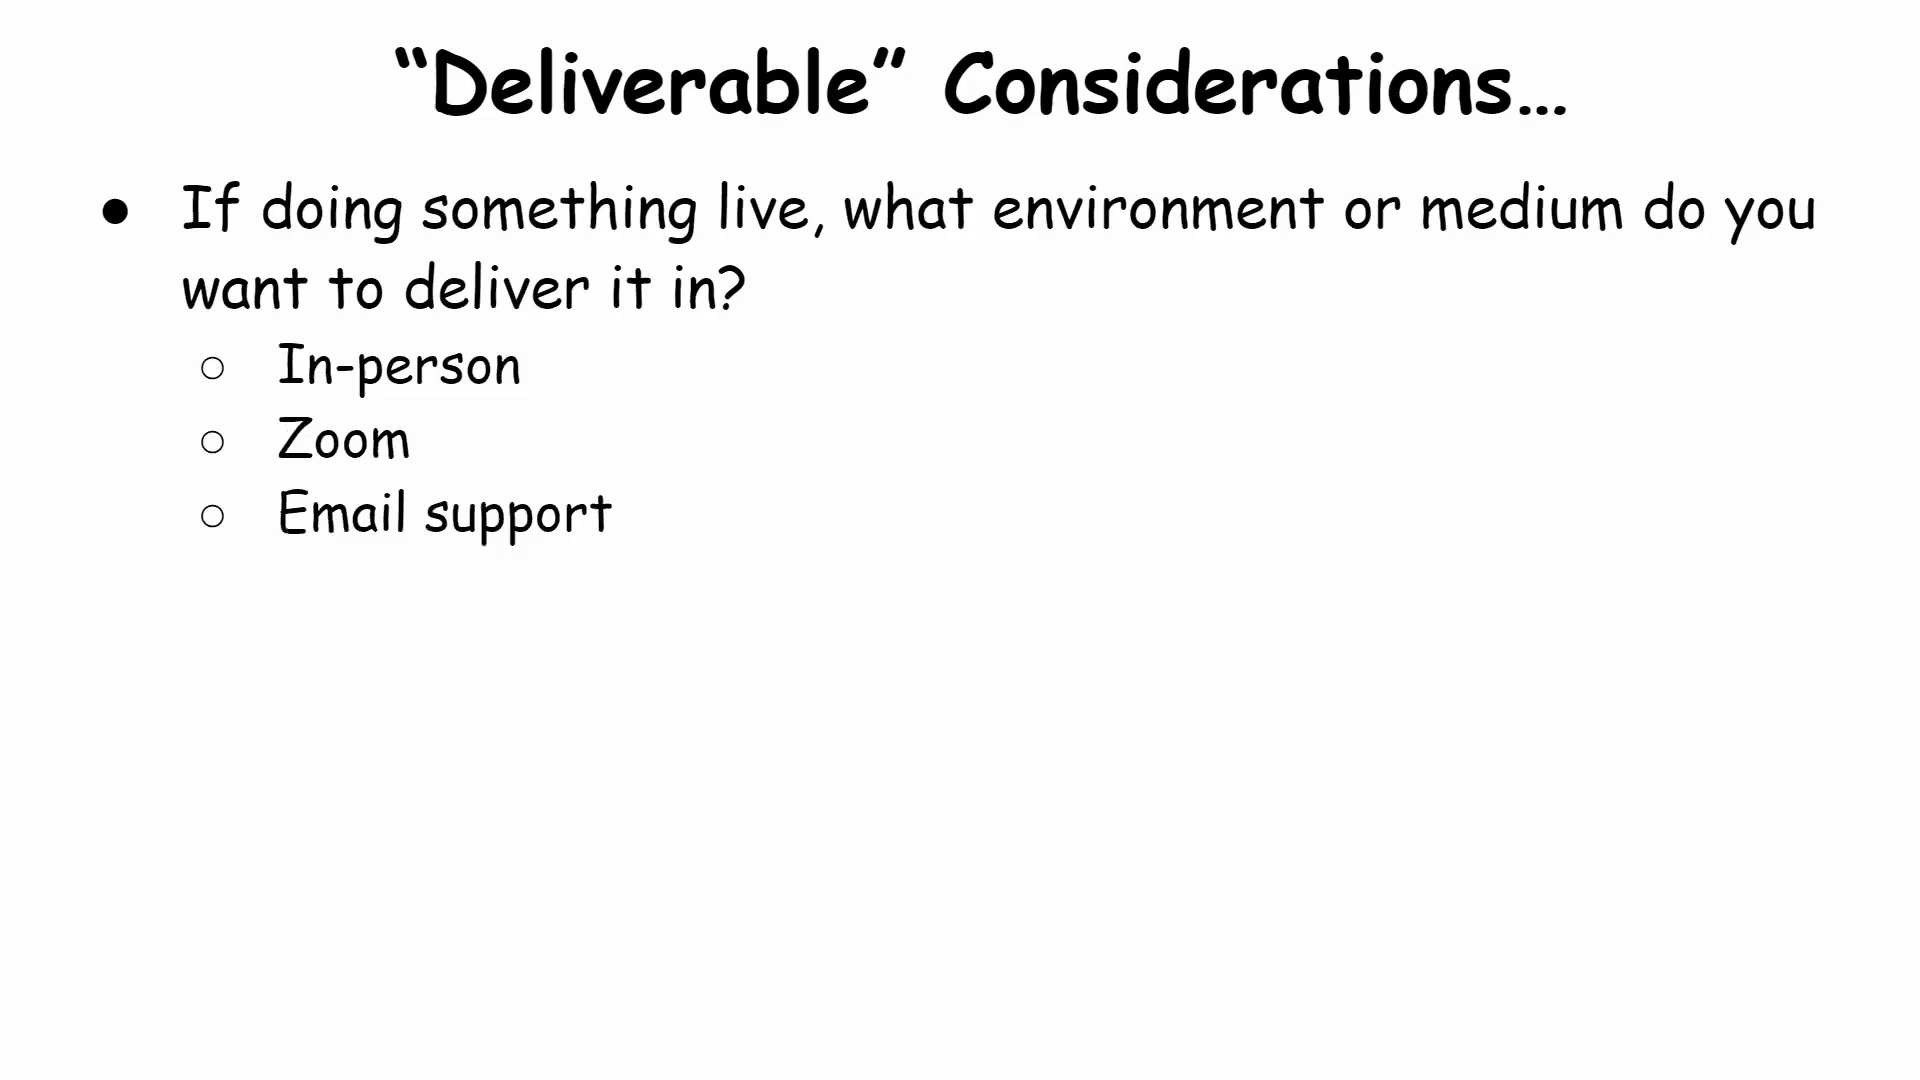 “Deliverable” Considerations...
● If doing something live, what environment or medium do you
want to deliver it in?
○ In-person
○ Zoom
○ Email support